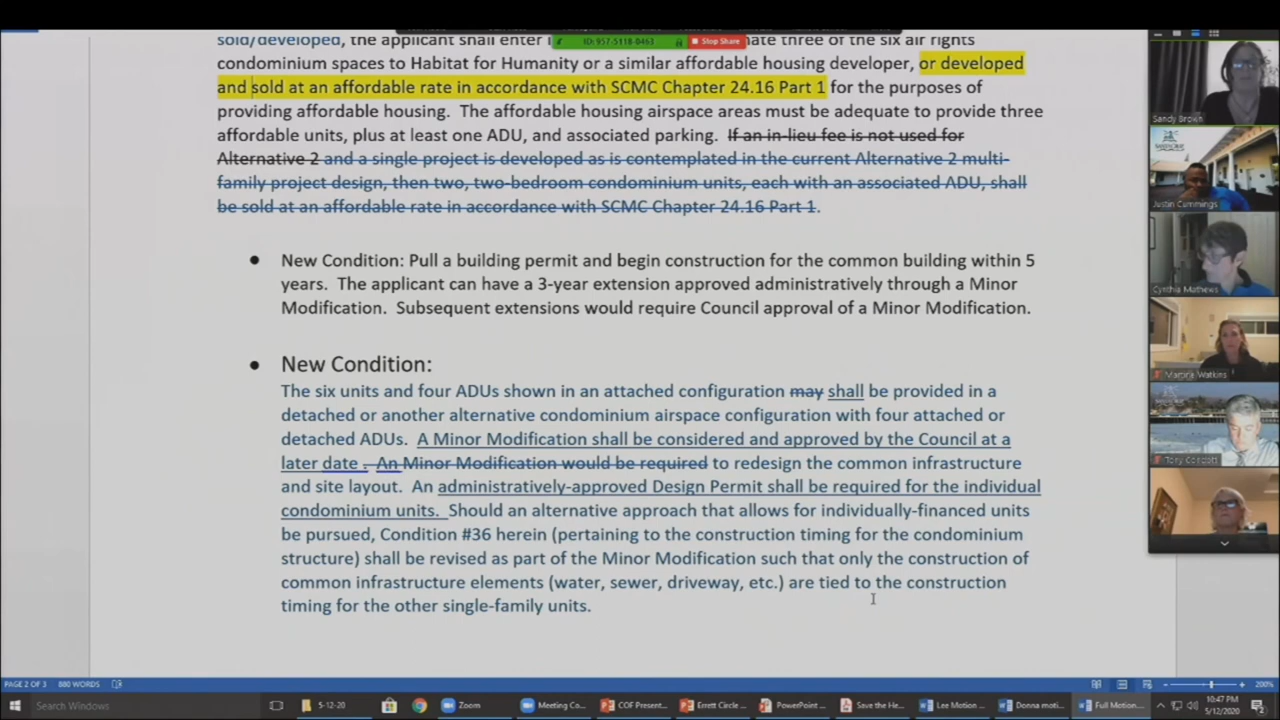 sold/developed, the applicant shall enter i
ID: 957-5118-0463
Stop Share
nate three of the six air rights
condominium spaces to Habitat for Humanity or a similar affordable housing developer, or developed
and sold at an affordable rate in accordance with SCMC Chapter 24.16 Part 1 for the purposes of
providing affordable housing. The affordable housing airspace areas must be adequate to provide three
affordable units, plus at least one ADU, and associated parking. If an in-lieu fee is not used for
Alternative 2 and a single project is developed as is contemplated in the current Alternative 2 multi-
family project design, then two, two-bedroom condominium units, each with an associated ADU, shall
be sold at an affordable rate in accordance with SCMC Chapter 24.16 Part 1.
• New Condition: Pull a building permit and begin construction for the common building within 5
years. The applicant can have a 3-year extension approved administratively through a Minor
Modification. Subsequent extensions would require Council approval of a Minor Modification.
• New Condition:
The six units and four ADUs shown in an attached configuration may shall be provided in a
detached or another alternative condominium airspace configuration with four attached or
detached ADUs. A Minor Modification shall be considered and approved by the Council at a
later date . An Minor Modification would be required to redesign the common infrastructure
and site layout. An administratively-approved Design Permit shall be required for the individual
condominium units. Should an alternative approach that allows for individually-financed units
be pursued, Condition #36 herein (pertaining to the construction timing for the condominium
structure) shall be revised as part of the Minor Modification such that only the construction of
common infrastructure elements (water, sewer, driveway, etc.) are tied to the construction
timing for the other single-family units.
Sandy Brown
Justin Cummings
Cynthia Mathews
Martine Watkins
PAGE 2 OF 3
880 WORDS
200%
Search Windows
5-12-20
Zoom
Meeting Co...
COF Present...
Errett Circle ...
PowerPoint ...
Save the He...
Lee Motion ...
Donna moti...
Full Motion...
10:47 PM
5/12/2020